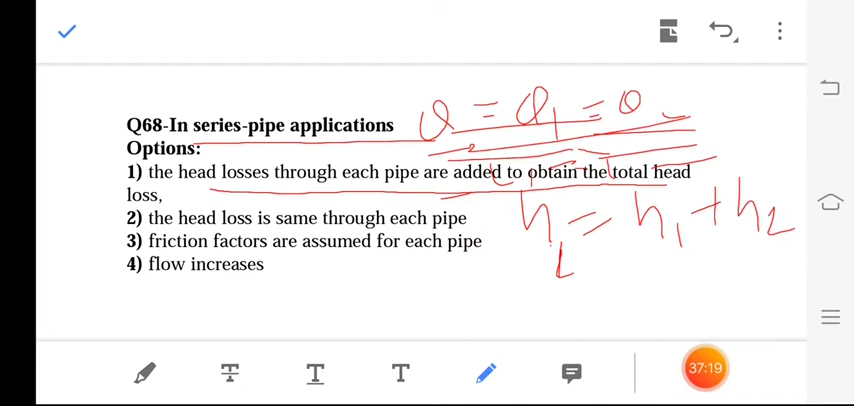 Q68-In series-pipe applications
Options:
1) the head losses through each pipe are added to obtain the total head
loss,
2) the head loss is same through each pipe
3) friction factors are assumed for each pipe
4) flow increases
Q = Q1 = Q
hL = h1 + h2
T T T
37:19